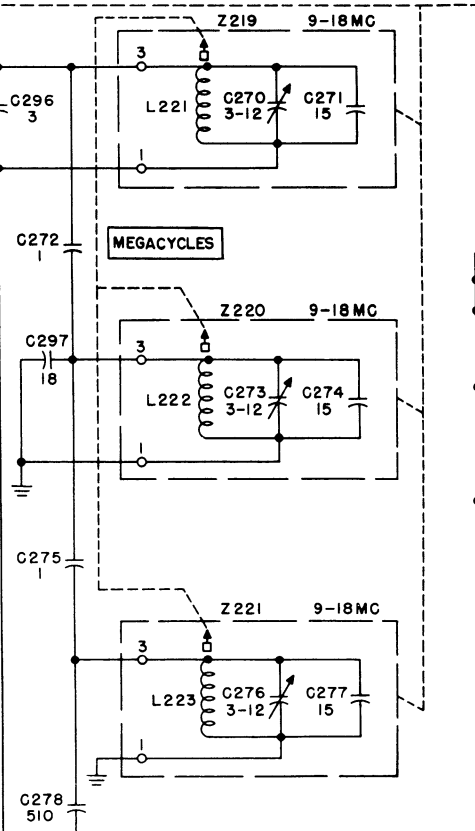 Z219 9-18MC
3
C296
3
L221
C270
3-12
C271
15
1
C272
1
MEGACYCLES
Z220 9-18MC
C297
18
3
L222
C273
3-12
C274
15
1
C275
1
Z221 9-18MC
3
L223
C276
3-12
C277
15
1
C278
510